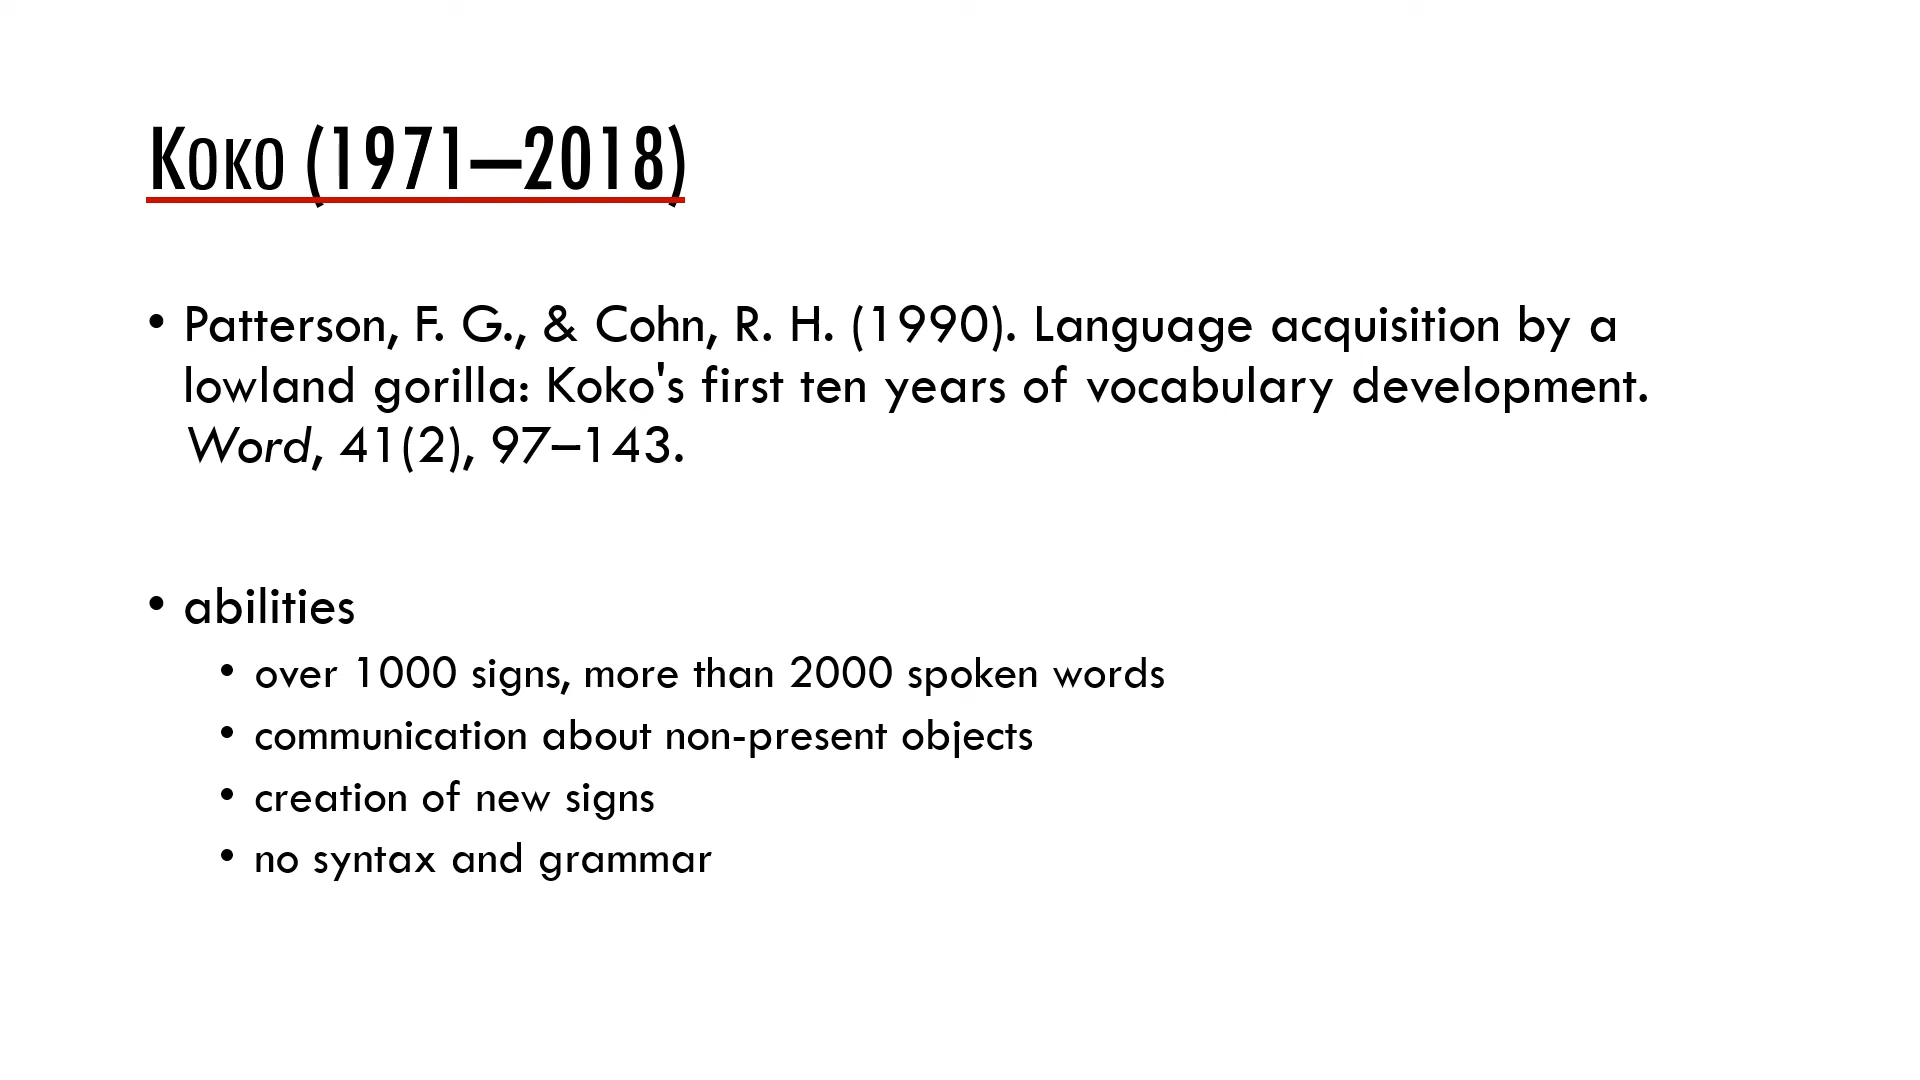 Koko (1971–2018)
• Patterson, F. G., & Cohn, R. H. (1990). Language acquisition by a
lowland gorilla: Koko's first ten years of vocabulary development.
Word, 41(2), 97–143.
• abilities
• over 1000 signs, more than 2000 spoken words
• communication about non-present objects
• creation of new signs
• no syntax and grammar